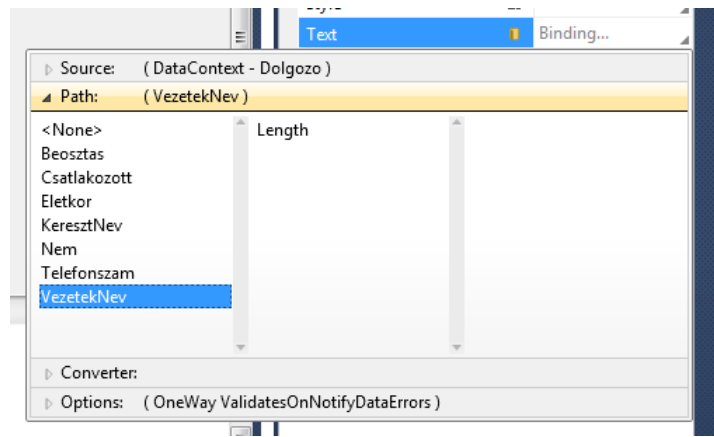 Text Binding...
Source: ( DataContext - Dolgozo )
Path: ( VezetekNev )
<None> Length
Beosztas
Csatlakozott
Eletkor
KeresztNev
Nem
Telefonszam
VezetekNev
Converter:
Options: ( OneWay ValidatesOnNotifyDataErrors )